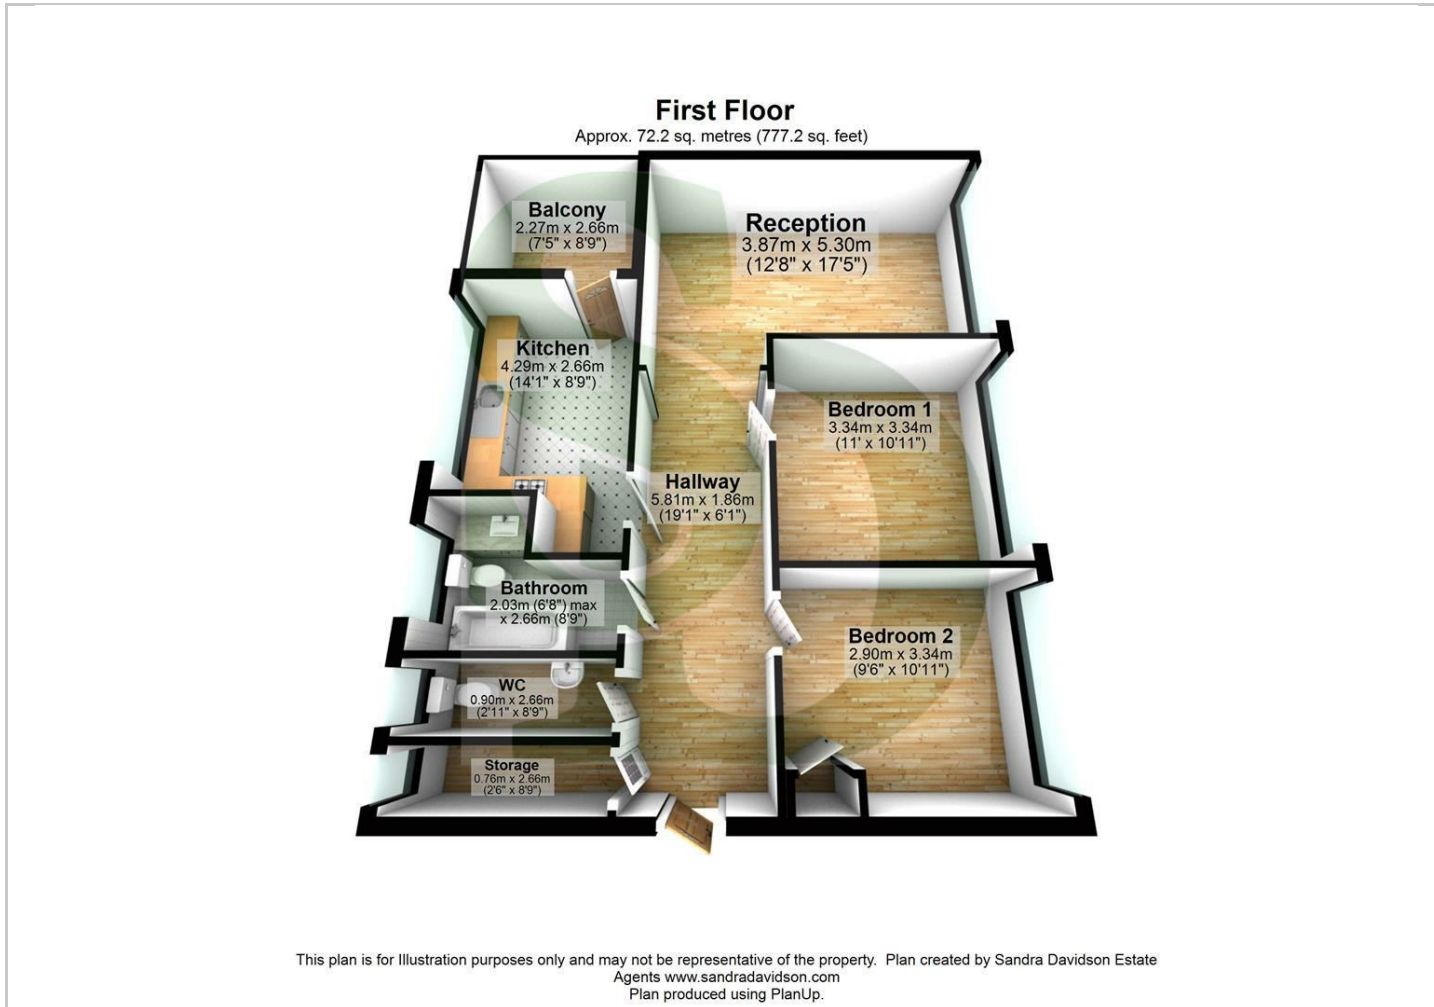 First Floor
Approx. 72.2 sq. metres (777.2 sq. feet)
Balcony
2.27m x 2.66m
(7'5" x 8'9")
Reception
3.87m x 5.30m
(12'8" x 17'5")
Kitchen
4.29m x 2.66m
(14'1" x 8'9")
Bedroom 1
3.34m x 3.34m
(11' x 10'11")
Hallway
5.81m x 1.86m
(19'1" x 6'1")
Bathroom
2.03m (6'8") max
x 2.66m (8'9")
Bedroom 2
2.90m x 3.34m
(9'6" x 10'11")
WC
0.90m x 2.66m
(2'11" x 8'9")
Storage
0.76m x 2.66m
(2'6" x 8'9")
This plan is for Illustration purposes only and may not be representative of the property.  Plan created by Sandra Davidson Estate
Agents www.sandradavidson.com
Plan produced using PlanUp.